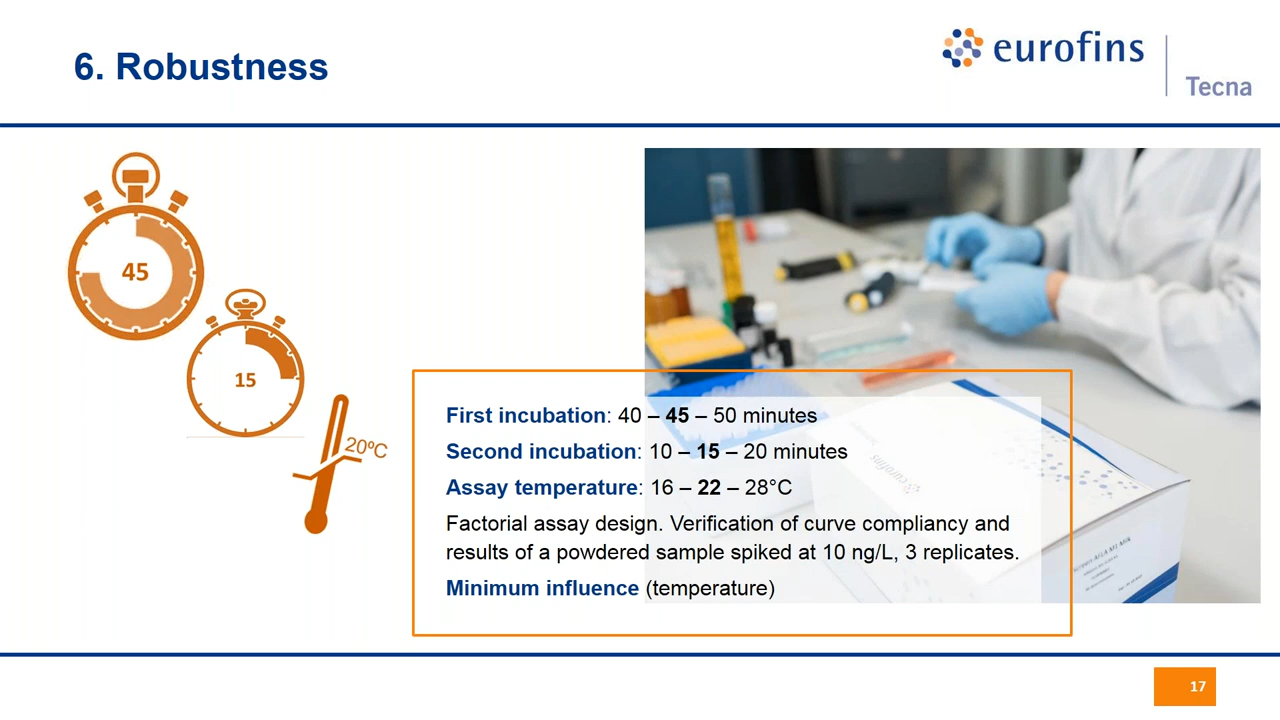 6. Robustness
eurofins
Tecna
45
15
20ºC
First incubation: 40 – 45 – 50 minutes
Second incubation: 10 – 15 – 20 minutes
Assay temperature: 16 – 22 – 28°C
Factorial assay design. Verification of curve compliancy and
results of a powdered sample spiked at 10 ng/L, 3 replicates.
Minimum influence (temperature)
eurofins
17